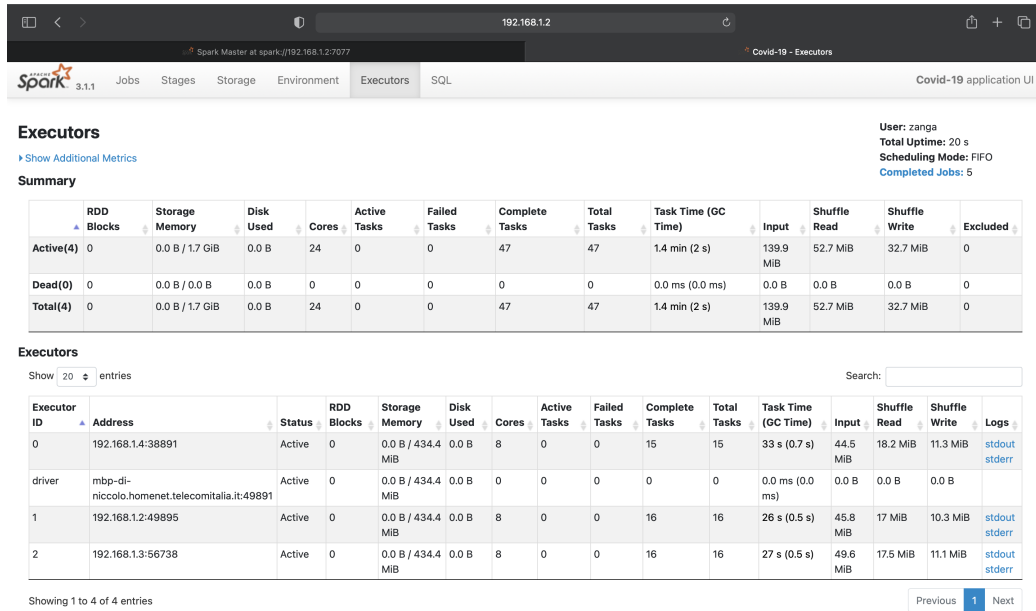 192.168.1.2
Spark Master at spark://192.168.1.2:7077
Covid-19 - Executors
APACHE Spark 3.1.1 Jobs Stages Storage Environment Executors SQL Covid-19 application UI
Executors
User: zanga
Total Uptime: 20 s
Scheduling Mode: FIFO
Completed Jobs: 5
Show Additional Metrics
Summary
RDD Blocks Storage Memory Disk Used Cores Active Tasks Failed Tasks Complete Tasks Total Tasks Task Time (GC Time) Input Shuffle Read Shuffle Write Excluded
Active(4) 0 0.0 B / 1.7 GiB 0.0 B 24 0 0 47 47 1.4 min (2 s) 139.9 MiB 52.7 MiB 32.7 MiB 0
Dead(0) 0 0.0 B / 0.0 B 0.0 B 0 0 0 0 0 0.0 ms (0.0 ms) 0.0 B 0.0 B 0.0 B 0
Total(4) 0 0.0 B / 1.7 GiB 0.0 B 24 0 0 47 47 1.4 min (2 s) 139.9 MiB 52.7 MiB 32.7 MiB 0
Executors
Show 20 entries Search:
Executor ID Address Status RDD Blocks Storage Memory Disk Used Cores Active Tasks Failed Tasks Complete Tasks Total Tasks Task Time (GC Time) Input Shuffle Read Shuffle Write Logs
0 192.168.1.4:38891 Active 0 0.0 B / 434.4 MiB 0.0 B 8 0 0 15 15 33 s (0.7 s) 44.5 MiB 18.2 MiB 11.3 MiB stdout stderr
driver mbp-di-niccolo.homenet.telecomitalia.it:49891 Active 0 0.0 B / 434.4 MiB 0.0 B 0 0 0 0 0 0.0 ms (0.0 ms) 0.0 B 0.0 B 0.0 B
1 192.168.1.2:49895 Active 0 0.0 B / 434.4 MiB 0.0 B 8 0 0 16 16 26 s (0.5 s) 45.8 MiB 17 MiB 10.3 MiB stdout stderr
2 192.168.1.3:56738 Active 0 0.0 B / 434.4 MiB 0.0 B 8 0 0 16 16 27 s (0.5 s) 49.6 MiB 17.5 MiB 11.1 MiB stdout stderr
Showing 1 to 4 of 4 entries Previous 1 Next